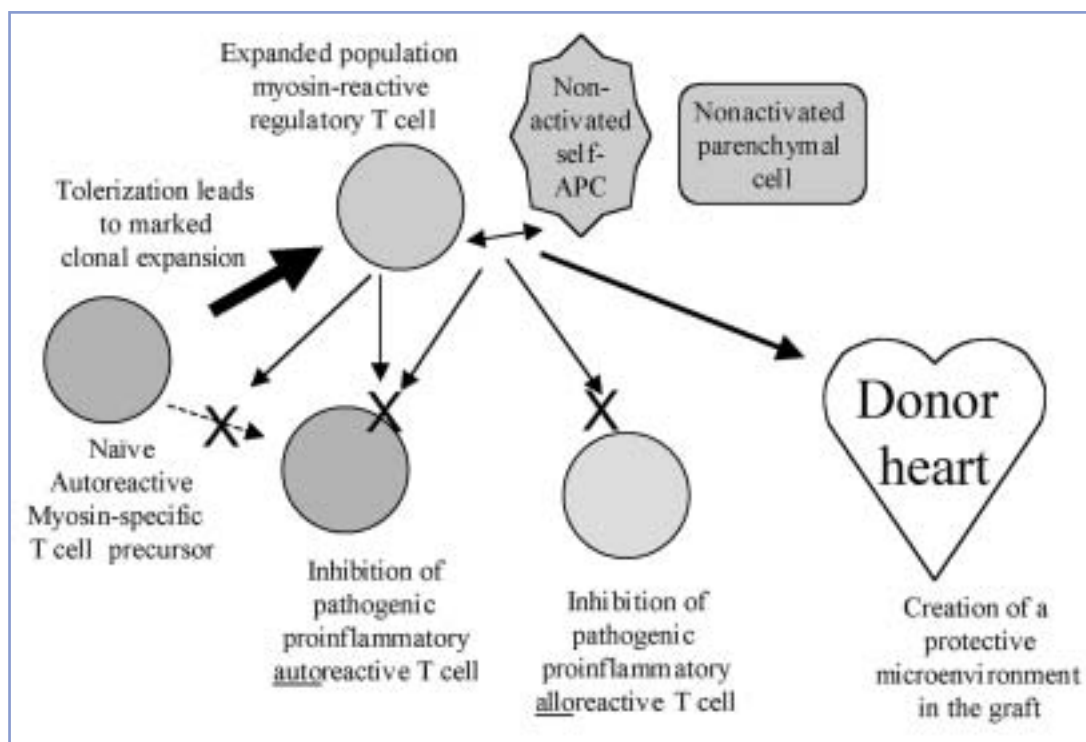 Expanded population
myosin-reactive
regulatory T cell
Non-
activated
self-
APC
Nonactivated
parenchymal
cell
Tolerization leads
to marked
clonal expansion
X
X
X
Naïve
Autoreactive
Myosin-specific
T cell precursor
Inhibition of
pathogenic
proinflammatory
autoreactive T cell
Inhibition of
pathogenic
proinflammatory
alloreactive T cell
Donor
heart
Creation of a
protective
microenvironment
in the graft